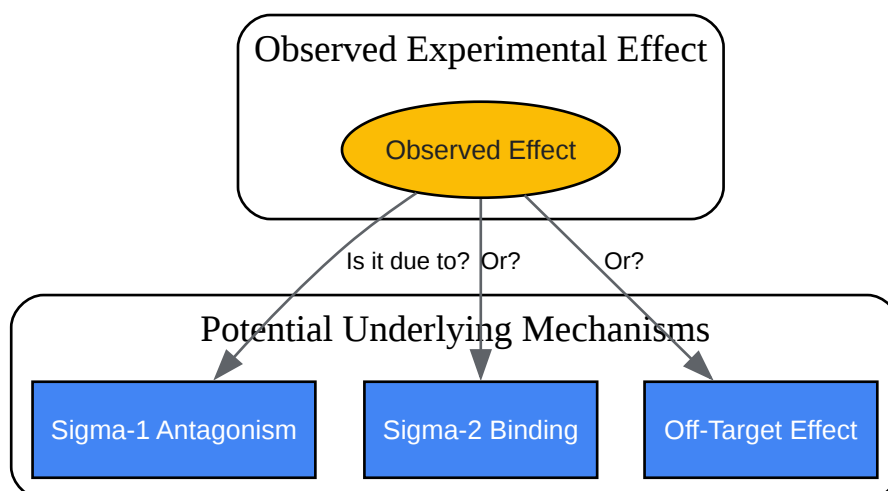 Observed Experimental Effect
Observed Effect
Is it due to? Or? Or?
Potential Underlying Mechanisms
Sigma-1 Antagonism
Sigma-2 Binding
Off-Target Effect